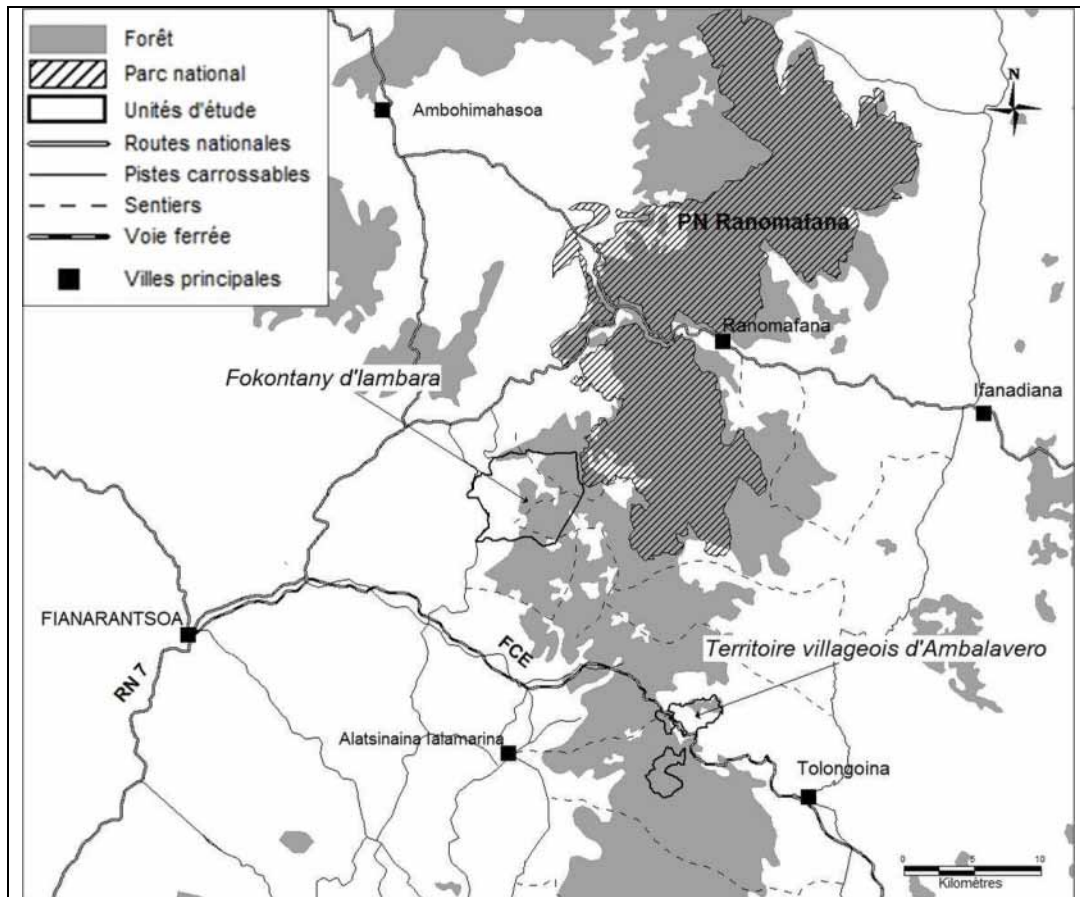 Forêt
Parc national
Unités d'étude
Routes nationales
Pistes carrossables
Sentiers
Voie ferrée
Villes principales
N
Ambohimahasoa
PN Ranomafana
Ranomafana
Fokontany d'Iambara
Ifanadiana
FIANARANTSOA
FCE
Territoire villageois d'Ambalavero
RN 7
Alatsinaina Ialamarina
Tolongoina
0 5 10
Kilomètres